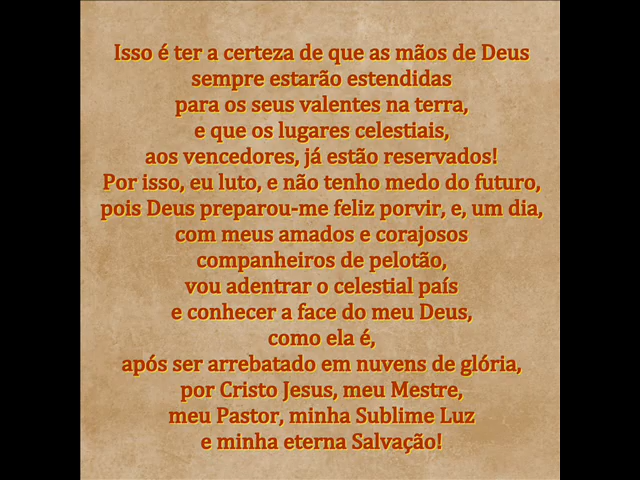 Isso é ter a certeza de que as mãos de Deus
sempre estarão estendidas
para os seus valentes na terra,
e que os lugares celestiais,
aos vencedores, já estão reservados!
Por isso, eu luto, e não tenho medo do futuro,
pois Deus preparou-me feliz porvir, e, um dia,
com meus amados e corajosos
companheiros de pelotão,
vou adentrar o celestial país
e conhecer a face do meu Deus,
como ela é,
após ser arrebatado em nuvens de glória,
por Cristo Jesus, meu Mestre,
meu Pastor, minha Sublime Luz
e minha eterna Salvação!